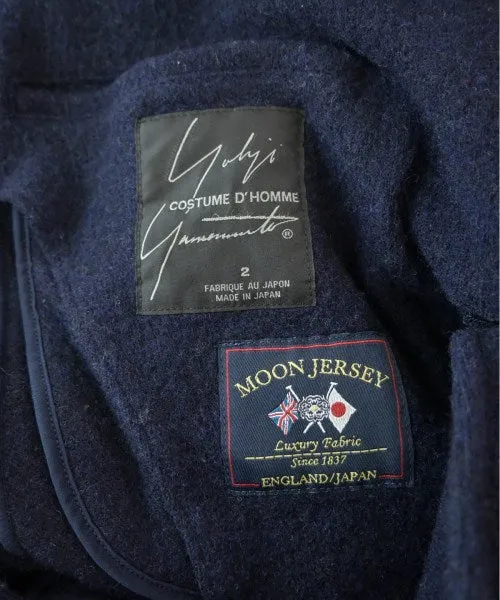 Yohji
COSTUME D'HOMME
Yamamoto ®
2
FABRIQUE AU JAPON
MADE IN JAPAN
MOON JERSEY
Luxury Fabric
Since 1837
ENGLAND/JAPAN